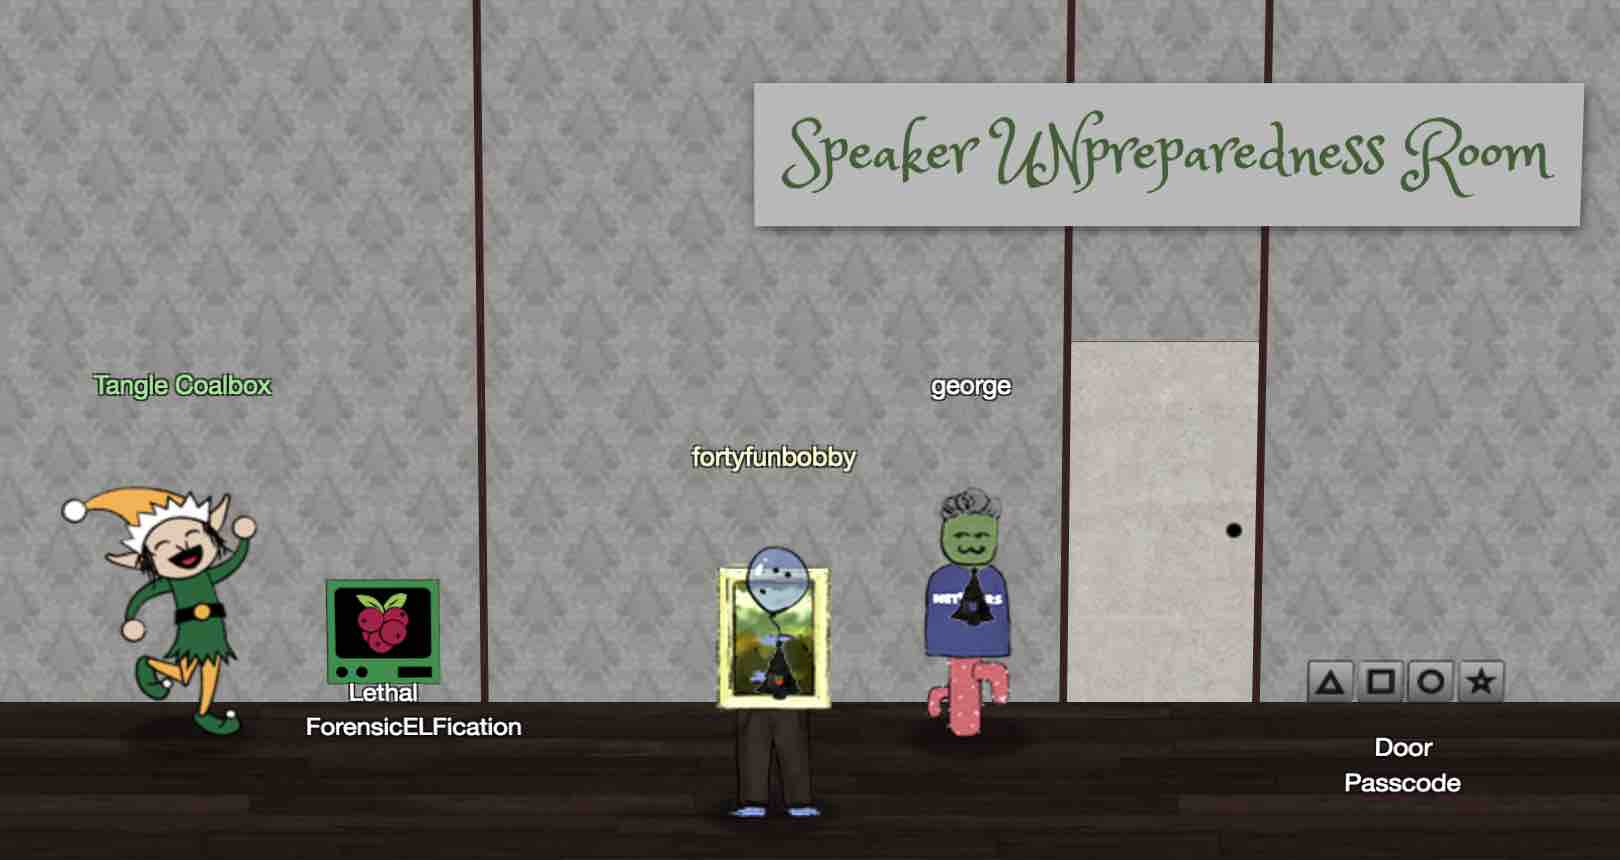 Speaker UNpreparedness Room
Tangle Coalbox
george
fortyfunbobby
Lethal
ForensicELFication
Door
Passcode